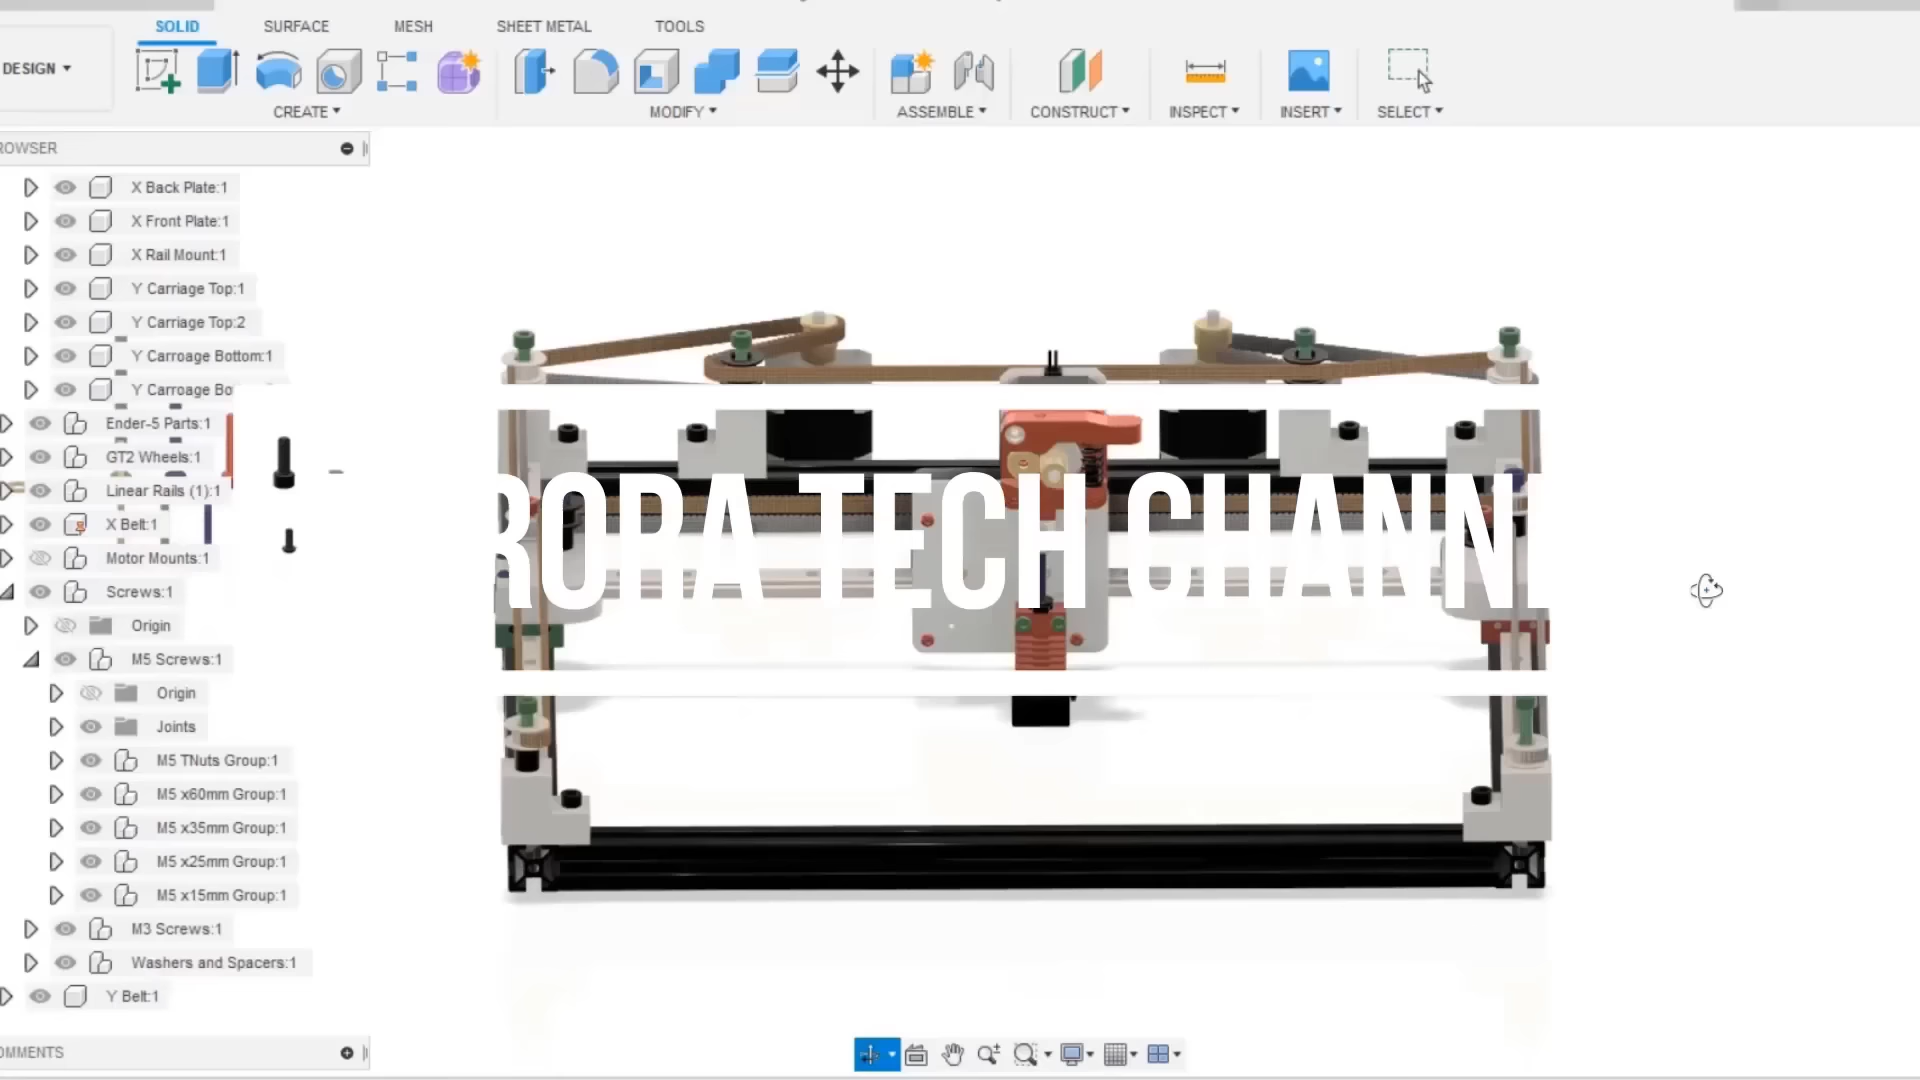 SOLID SURFACE MESH SHEET METAL TOOLS
DESIGN
CREATE MODIFY ASSEMBLE CONSTRUCT INSPECT INSERT SELECT
ROWSER
X Back Plate:1
X Front Plate:1
X Rail Mount:1
Y Carriage Top:1
Y Carriage Top:2
Y Carroage Bottom:1
Y Carroage Bo
Ender-5 Parts:1
GT2 Wheels:1
Linear Rails (1):1
X Belt:1
Motor Mounts:1
Screws:1
Origin
M5 Screws:1
Origin
Joints
M5 TNuts Group:1
M5 x60mm Group:1
M5 x35mm Group:1
M5 x25mm Group:1
M5 x15mm Group:1
M3 Screws:1
Washers and Spacers:1
Y Belt:1
OMMENTS
RORA TECH CHANN